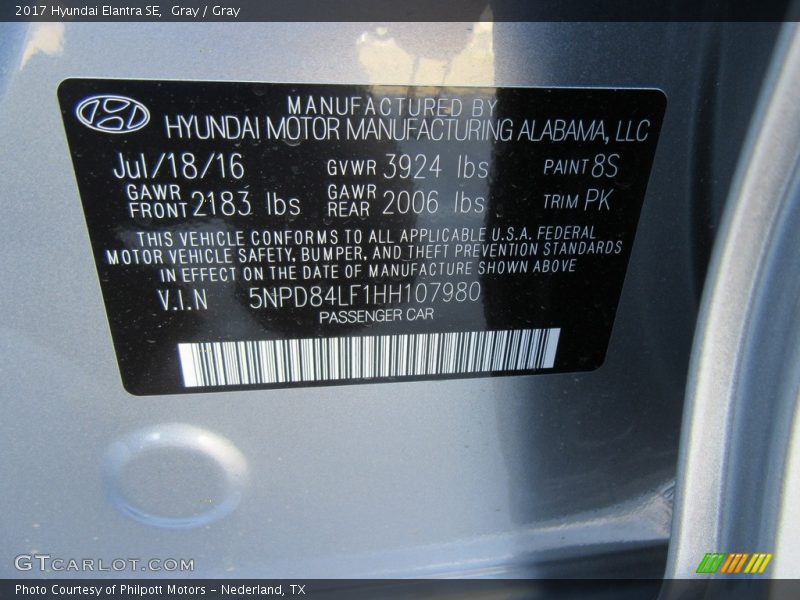 2017 Hyundai Elantra SE,  Gray / Gray
MANUFACTURED BY
HYUNDAI MOTOR MANUFACTURING ALABAMA, LLC
Jul/18/16 GVWR 3924 lbs PAINT 8S
GAWR FRONT 2183 lbs GAWR REAR 2006 lbs TRIM PK
THIS VEHICLE CONFORMS TO ALL APPLICABLE U.S.A. FEDERAL
MOTOR VEHICLE SAFETY, BUMPER, AND THEFT PREVENTION STANDARDS
IN EFFECT ON THE DATE OF MANUFACTURE SHOWN ABOVE
V.I.N 5NPD84LF1HH107980
PASSENGER CAR
GTCARLOT.COM
Photo Courtesy of Philpott Motors - Nederland, TX